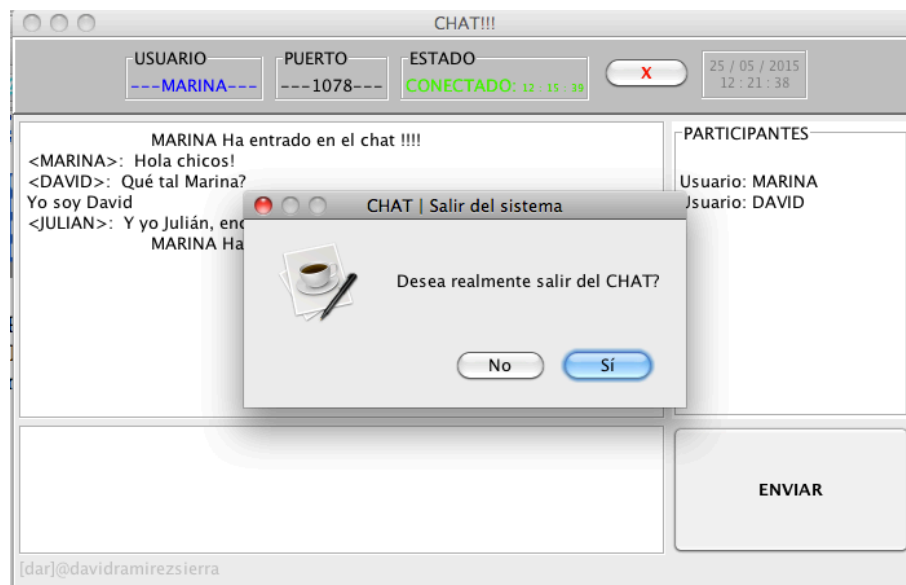 CHAT!!!
USUARIO
---MARINA---
PUERTO
---1078---
ESTADO
CONECTADO: 12 : 15 : 39
X
25 / 05 / 2015
12 : 21 : 38
MARINA Ha entrado en el chat !!!!
<MARINA>: Hola chicos!
<DAVID>: Qué tal Marina?
Yo soy David
<JULIAN>: Y yo Julián,
MARINA Ha
PARTICIPANTES
Usuario: MARINA
Usuario: DAVID
CHAT | Salir del sistema
Desea realmente salir del CHAT?
No
Sí
ENVIAR
[dar]@davidramirezsierra